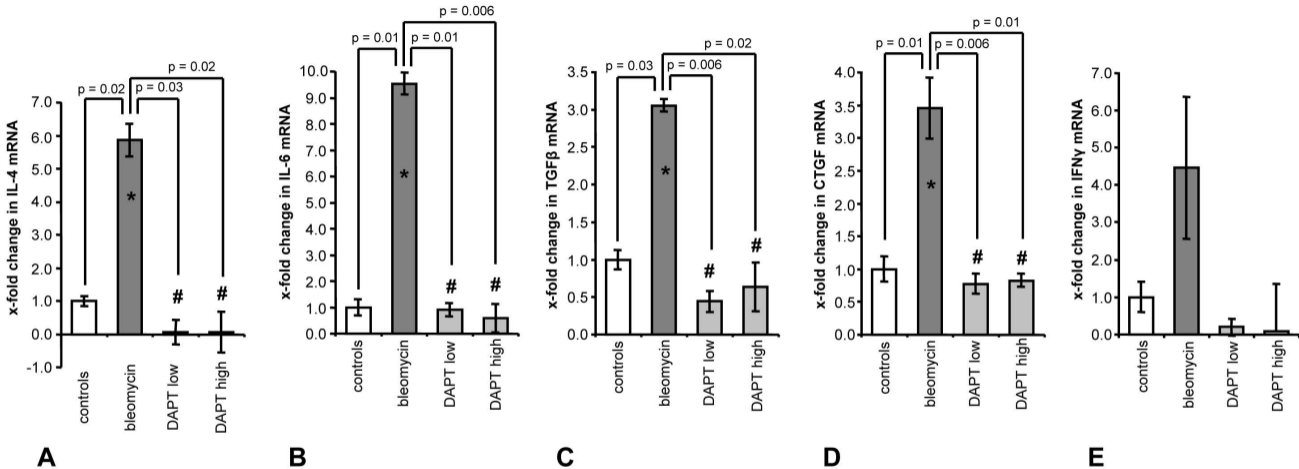 p = 0.02
p = 0.02
p = 0.03
x-fold change in IL-4 mRNA
7.0
6.0
5.0
4.0
3.0
2.0
1.0
0.0
-1.0
*
#
#
controls
bleomycin
DAPT low
DAPT high
A
p = 0.006
p = 0.01
p = 0.01
x-fold change in IL-6 mRNA
10.0
9.0
8.0
7.0
6.0
5.0
4.0
3.0
2.0
1.0
0.0
*
#
#
controls
bleomycin
DAPT low
DAPT high
B
p = 0.02
p = 0.03
p = 0.006
x-fold change in TGFβ mRNA
3.5
3.0
2.5
2.0
1.5
1.0
0.5
0.0
*
#
#
controls
bleomycin
DAPT low
DAPT high
C
p = 0.01
p = 0.01
p = 0.006
x-fold change in CTGF mRNA
4.0
3.5
3.0
2.5
2.0
1.5
1.0
0.5
0.0
*
#
#
controls
bleomycin
DAPT low
DAPT high
D
x-fold change in IFNγ mRNA
7.0
6.0
5.0
4.0
3.0
2.0
1.0
0.0
controls
bleomycin
DAPT low
DAPT high
E